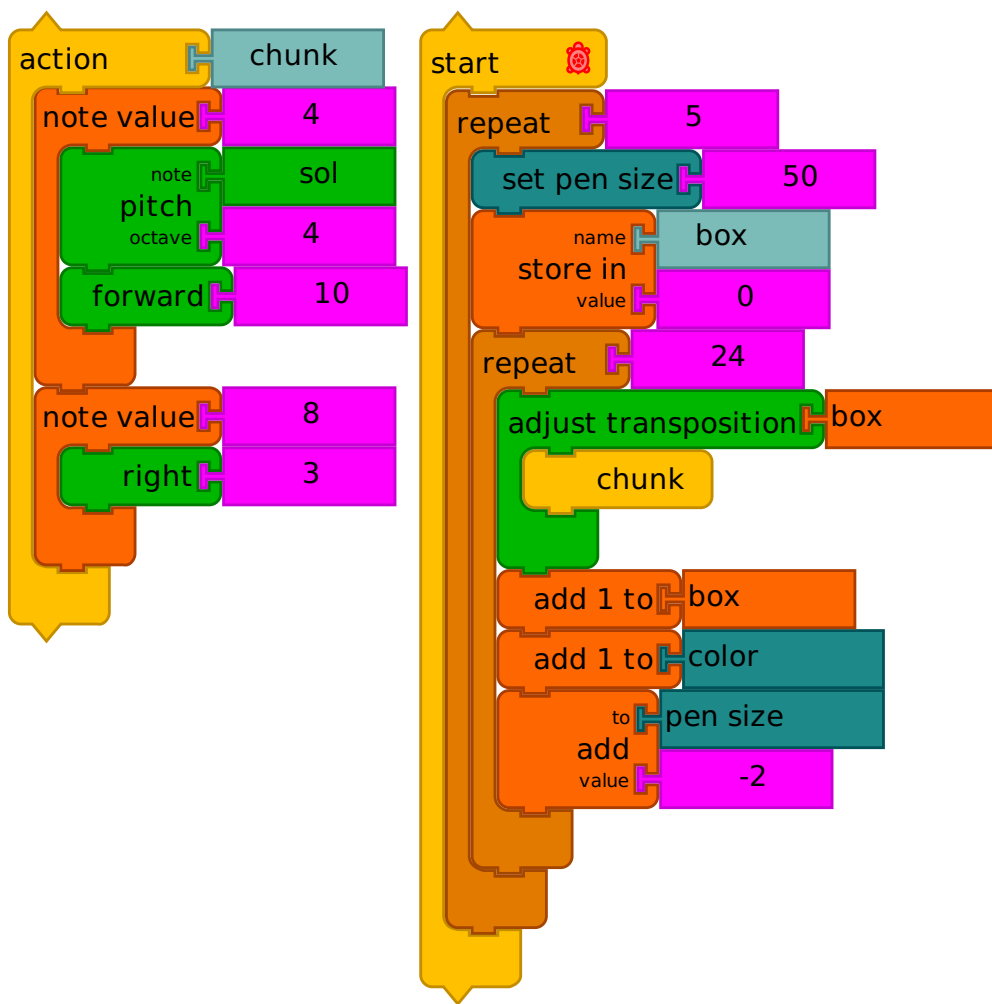 action chunk
note value 4
note sol
pitch
octave 4
forward 10
note value 8
right 3
start
repeat 5
set pen size 50
name box
store in
value 0
repeat 24
adjust transposition box
chunk
add 1 to box
add 1 to color
to pen size
add
value -2